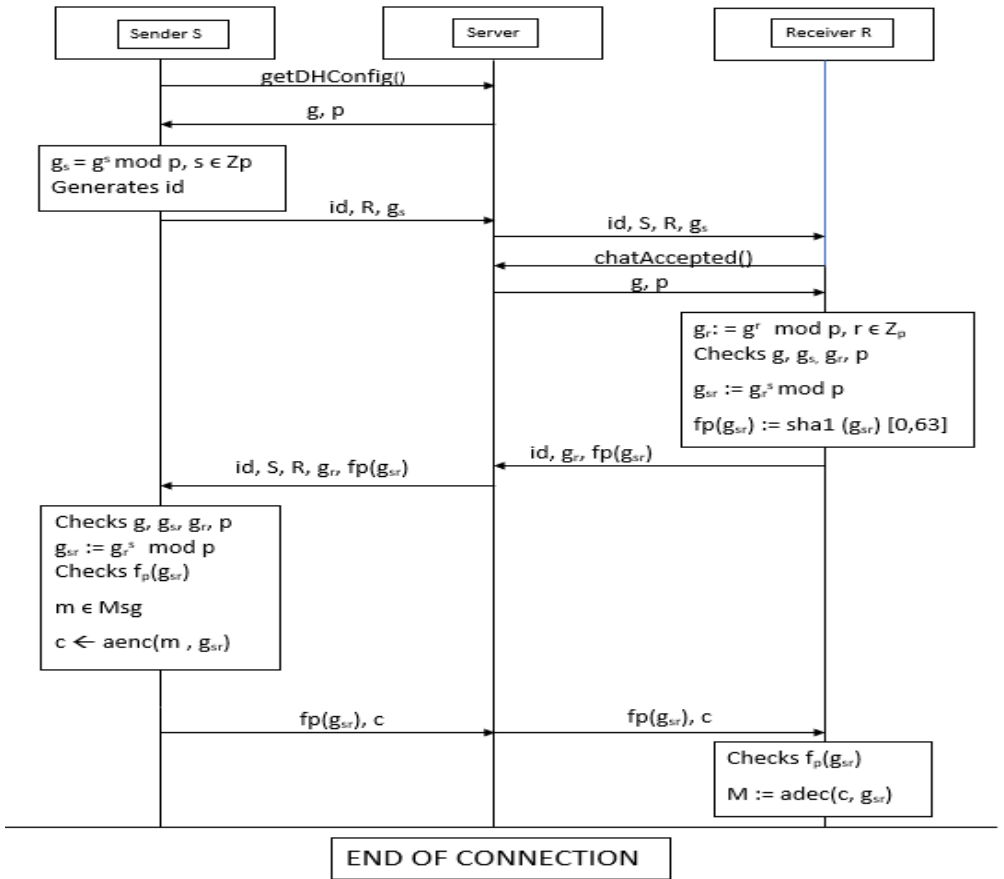 Sender S
Server
Receiver R
getDHConfig()
g, p
gₛ = gˢ mod p, s ϵ Zp
Generates id
id, R, gₛ
id, S, R, gₛ
chatAccepted()
g, p
gᵣ: = gʳ mod p, r ϵ Zₚ
Checks g, gₛ, gᵣ, p
gₛᵣ := gᵣˢ mod p
fp(gₛᵣ) := sha1 (gₛᵣ) [0,63]
id, gᵣ, fp(gₛᵣ)
id, S, R, gᵣ, fp(gₛᵣ)
Checks g, gₛ, gᵣ, p
gₛᵣ := gᵣˢ mod p
Checks fₚ(gₛᵣ)
m ϵ Msg
c ← aenc(m , gₛᵣ)
fp(gₛᵣ), c
fp(gₛᵣ), c
Checks fₚ(gₛᵣ)
M := adec(c, gₛᵣ)
END OF CONNECTION